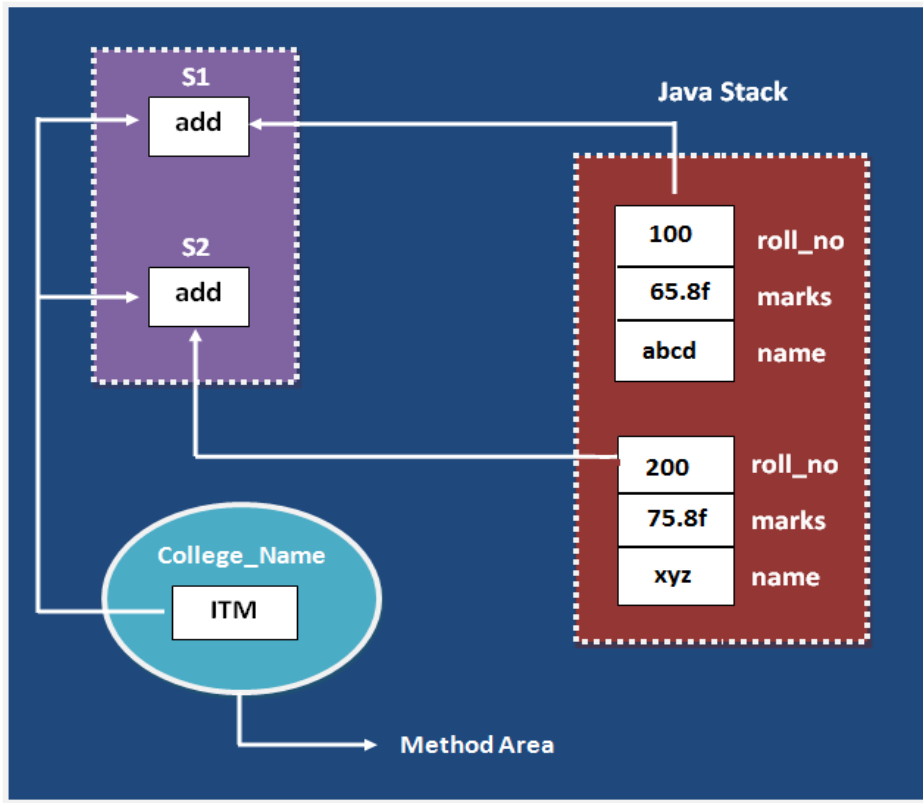 S1
add
S2
add
Java Stack
100 roll_no
65.8f marks
abcd name
200 roll_no
75.8f marks
xyz name
College_Name
ITM
Method Area